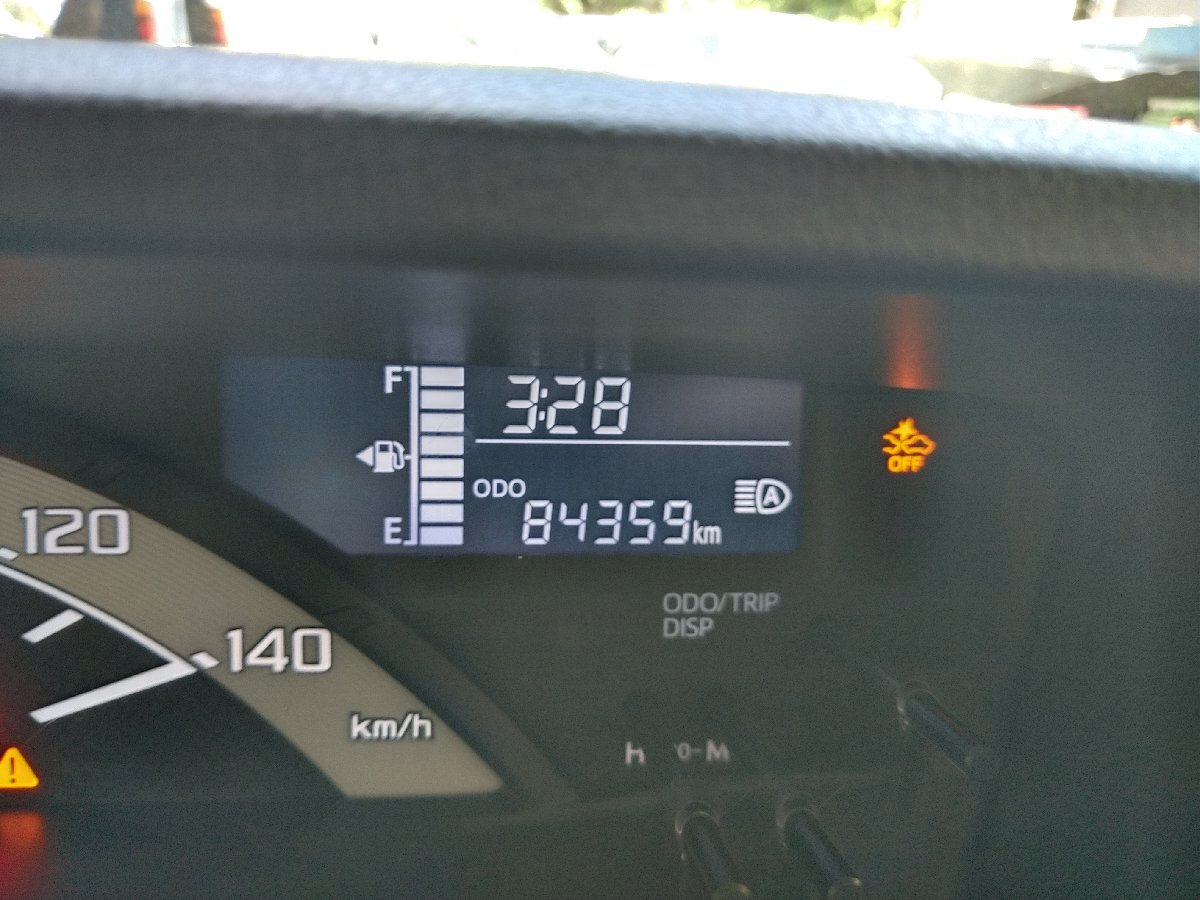 F
3:28
ODO
84359km
A
E
OFF
120
140
km/h
ODO/TRIP
DISP
H
0-M
!